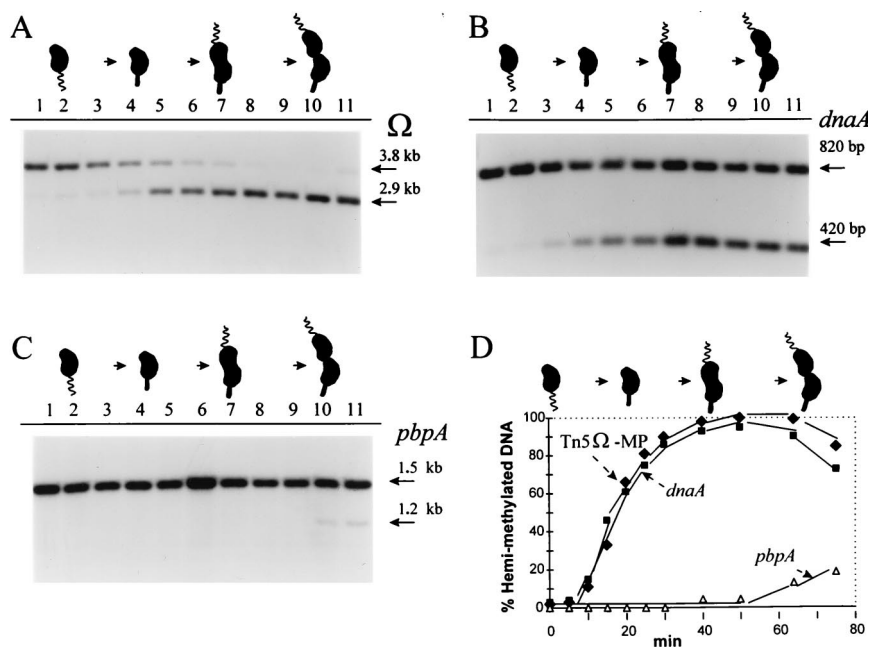 A
1 2 3 4 5 6 7 8 9 10 11
Ω
3.8 kb
2.9 kb
B
1 2 3 4 5 6 7 8 9 10 11
dnaA
820 bp
420 bp
C
1 2 3 4 5 6 7 8 9 10 11
pbpA
1.5 kb
1.2 kb
D
% Hemi-methylated DNA
100
80
60
40
20
0
Tn5Ω-MP
dnaA
pbpA
0 20 40 60 80
min